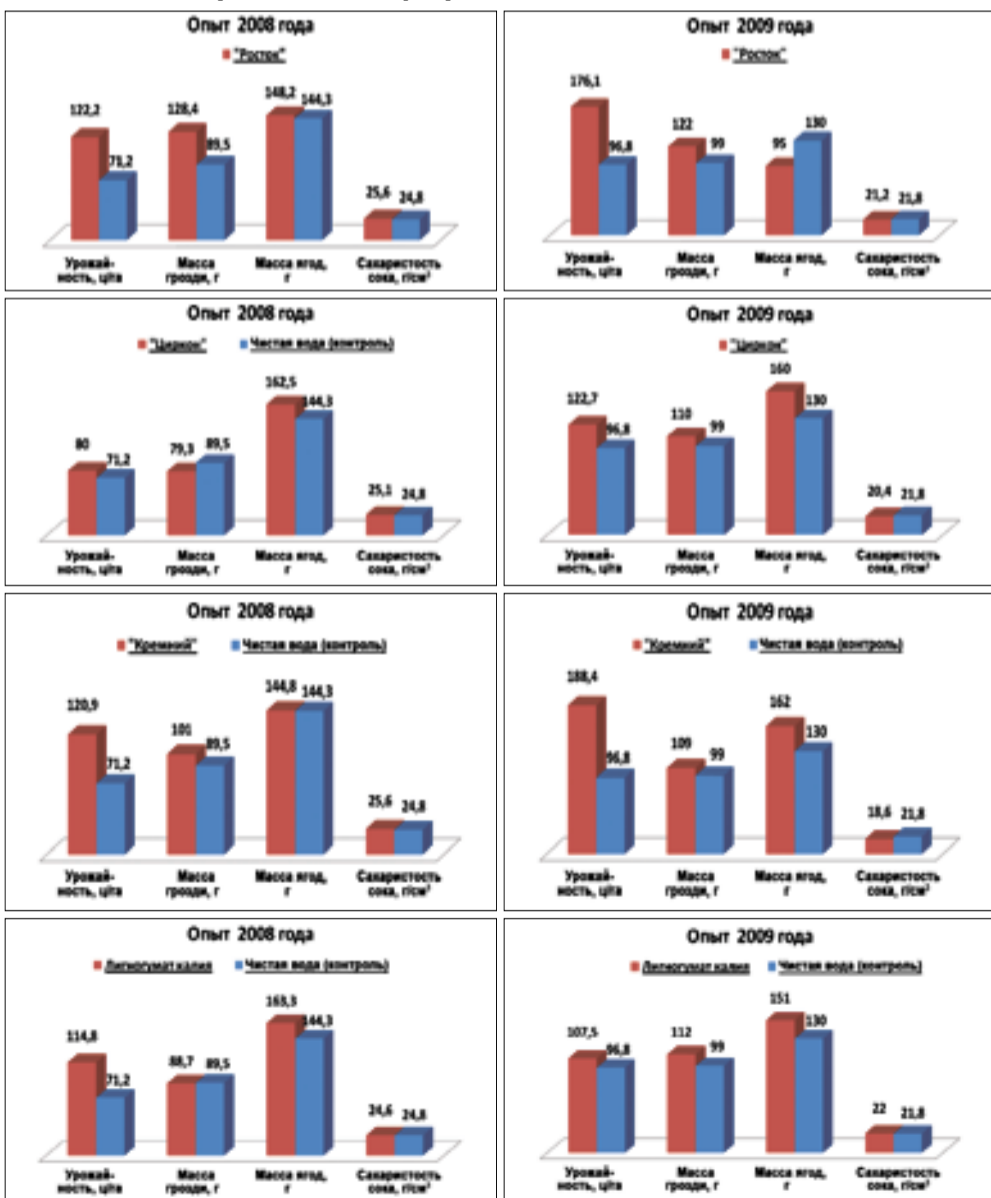 Опыт 2008 года
"Росток"
122,2
71,2
128,4
89,5
148,2
144,3
25,6
24,8
Урожай-
ность, ц/га
Масса
грозди, г
Масса ягод,
г
Сахаристость
сока, г/см³
Опыт 2009 года
"Росток"
176,1
96,8
122
99
95
130
21,2
21,8
Урожай-
ность, ц/га
Масса
грозди, г
Масса ягод,
г
Сахаристость
сока, г/см³
Опыт 2008 года
"Циркон" Чистая вода (контроль)
80
71,2
79,3
89,5
162,5
144,3
25,1
24,8
Урожай-
ность, ц/га
Масса
грозди, г
Масса ягод,
г
Сахаристость
сока, г/см³
Опыт 2009 года
"Циркон"
122,7
96,8
110
99
160
130
20,4
21,8
Урожай-
ность, ц/га
Масса
грозди, г
Масса ягод,
г
Сахаристость
сока, г/см³
Опыт 2008 года
"Кремний" Чистая вода (контроль)
120,9
71,2
101
89,5
144,8
144,3
25,6
24,8
Урожай-
ность, ц/га
Масса
грозди, г
Масса ягод,
г
Сахаристость
сока, г/см³
Опыт 2009 года
"Кремний" Чистая вода (контроль)
188,4
96,8
109
99
162
130
18,6
21,8
Урожай-
ность, ц/га
Масса
грозди, г
Масса ягод,
г
Сахаристость
сока, г/см³
Опыт 2008 года
Лигногумат калия Чистая вода (контроль)
114,8
71,2
88,7
89,5
163,3
144,3
24,6
24,8
Урожай-
ность, ц/га
Масса
грозди, г
Масса ягод,
г
Сахаристость
сока, г/см³
Опыт 2009 года
Лигногумат калия Чистая вода (контроль)
107,5
96,8
112
99
151
130
22
21,8
Урожай-
ность, ц/га
Масса
грозди, г
Масса ягод,
г
Сахаристость
сока, г/см³